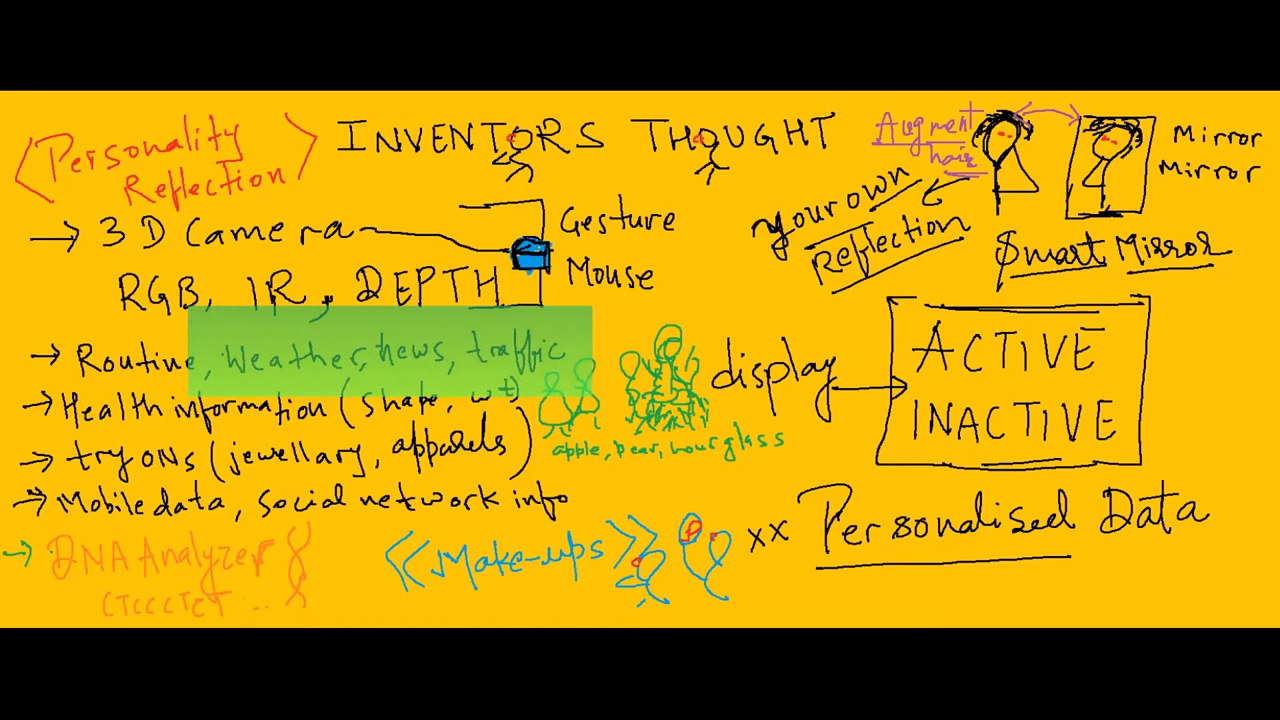 <Personality
Reflection>
INVENTORS THOUGHT
Augment
hair
Mirror
Mirror
your own
Reflection
Smart Mirror
→ 3D Camera
Gesture
Mouse
RGB, IR, DEPTH
→ Routine, Weather, news, traffic
→ Health information (shape, wt)
apple, pear, hourglass
→ try ONs (jewellary, apparels)
→ Mobile data, social network info
display
ACTIVE
INACTIVE
→ DNA Analyzer
<<Make-ups>>
xx Personalised Data